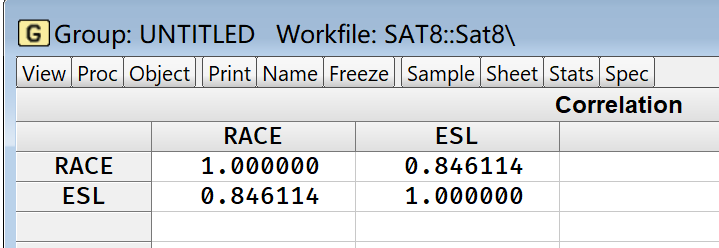 G Group: UNTITLED Workfile: SAT8::Sat8\
View Proc Object Print Name Freeze Sample Sheet Stats Spec
Correlation
RACE ESL
RACE 1.000000 0.846114
ESL 0.846114 1.000000